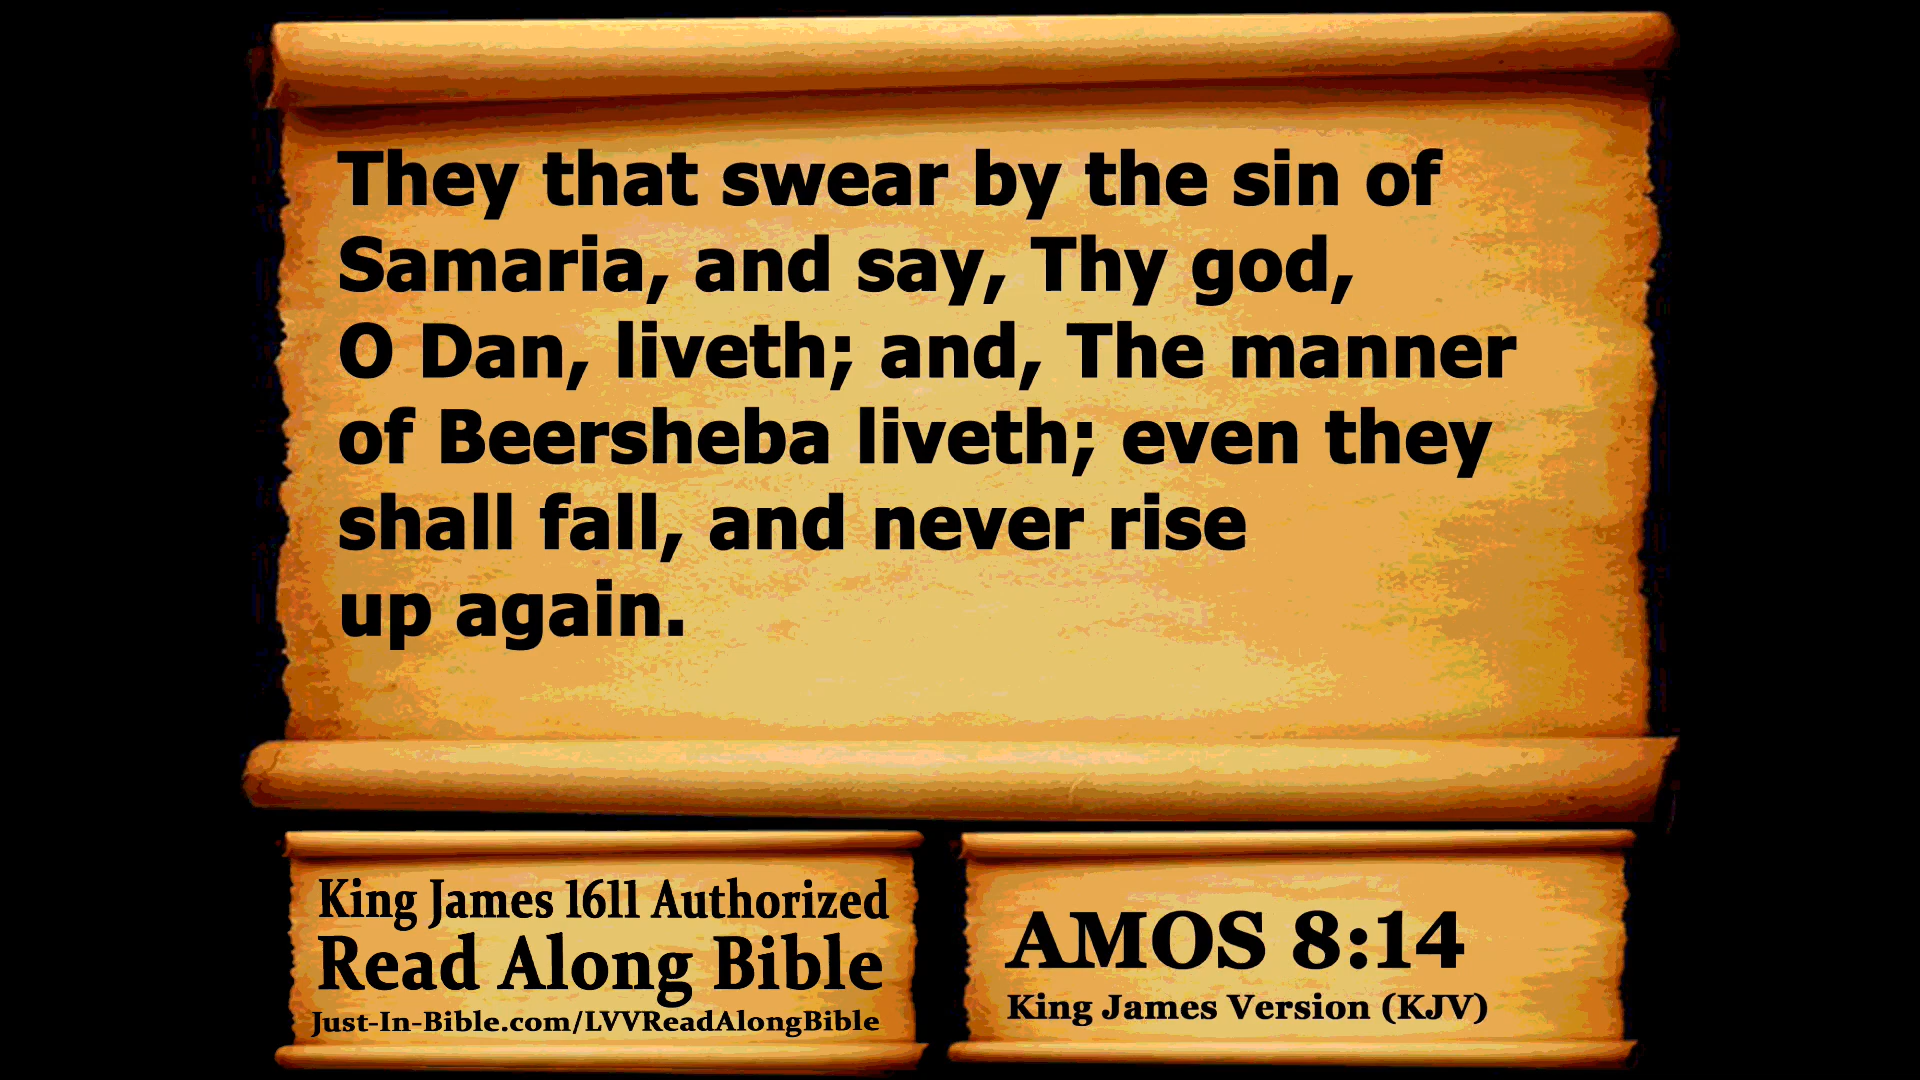 They that swear by the sin of
Samaria, and say, Thy god,
O Dan, liveth; and, The manner
of Beersheba liveth; even they
shall fall, and never rise
up again.
King James 1611 Authorized
Read Along Bible
Just-In-Bible.com/LVVReadAlongBible
AMOS 8:14
King James Version (KJV)